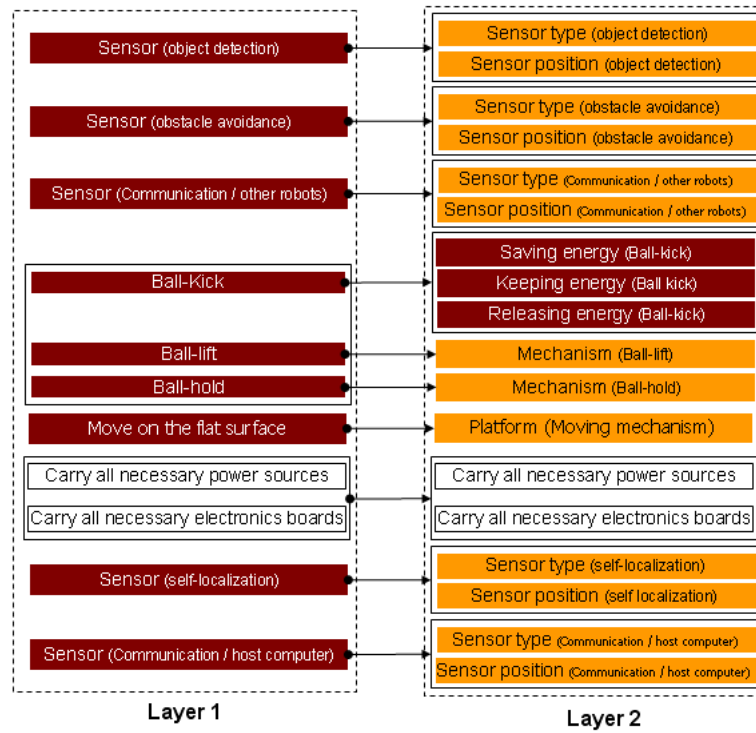 Sensor (object detection)
Sensor (obstacle avoidance)
Sensor (Communication / other robots)
Ball-Kick
Ball-lift
Ball-hold
Move on the flat surface
Carry all necessary power sources
Carry all necessary electronics boards
Sensor (self-localization)
Sensor (Communication / host computer)
Layer 1
Sensor type (object detection)
Sensor position (object detection)
Sensor type (obstacle avoidance)
Sensor position (obstacle avoidance)
Sensor type (Communication / other robots)
Sensor position (Communication / other robots)
Saving energy (Ball-kick)
Keeping energy (Ball kick)
Releasing energy (Ball-kick)
Mechanism (Ball-lift)
Mechanism (Ball-hold)
Platform (Moving mechanism)
Carry all necessary power sources
Carry all necessary electronics boards
Sensor type (self-localization)
Sensor position (self localization)
Sensor type (Communication / host computer)
Sensor position (Communication / host computer)
Layer 2